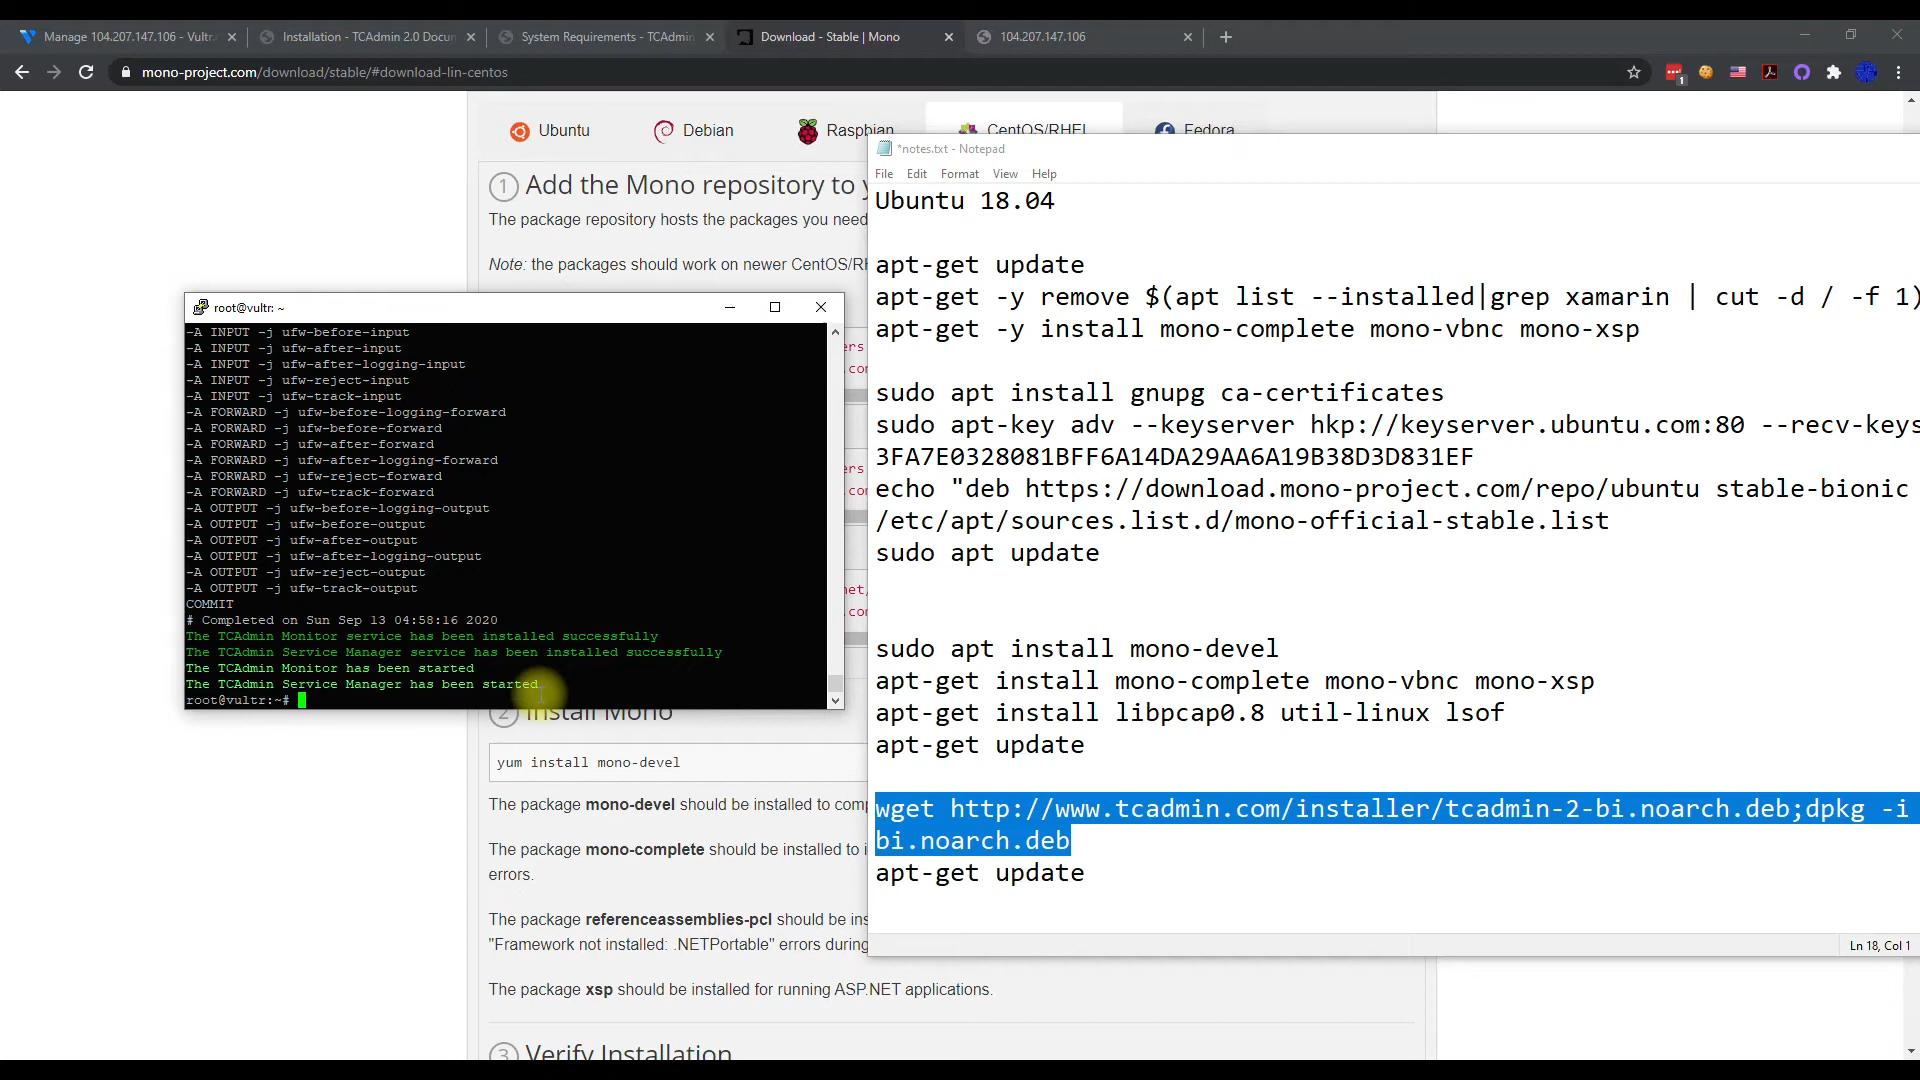 Manage 104.207.147.106 - Vultr.
Installation - TCAdmin 2.0 Docun
System Requirements - TCAdmin
Download - Stable | Mono
104.207.147.106
mono-project.com/download/stable/#download-lin-centos
Ubuntu
Debian
Raspbian
CentOS/RHEL
Fedora
1 Add the Mono repository to y
The package repository hosts the packages you need
Note: the packages should work on newer CentOS/RH
root@vultr: ~
-A INPUT -j ufw-before-input
-A INPUT -j ufw-after-input
-A INPUT -j ufw-after-logging-input
-A INPUT -j ufw-reject-input
-A INPUT -j ufw-track-input
-A FORWARD -j ufw-before-logging-forward
-A FORWARD -j ufw-before-forward
-A FORWARD -j ufw-after-forward
-A FORWARD -j ufw-after-logging-forward
-A FORWARD -j ufw-reject-forward
-A FORWARD -j ufw-track-forward
-A OUTPUT -j ufw-before-logging-output
-A OUTPUT -j ufw-before-output
-A OUTPUT -j ufw-after-output
-A OUTPUT -j ufw-after-logging-output
-A OUTPUT -j ufw-reject-output
-A OUTPUT -j ufw-track-output
COMMIT
# Completed on Sun Sep 13 04:58:16 2020
The TCAdmin Monitor service has been installed successfully
The TCAdmin Service Manager service has been installed successfully
The TCAdmin Monitor has been started
The TCAdmin Service Manager has been started
root@vultr:~#
ers
.com
ers
.co
net/
.com
2 Install Mono
yum install mono-devel
The package mono-devel should be installed to com
The package mono-complete should be installed to i
errors.
The package referenceassemblies-pcl should be ins
"Framework not installed: .NETPortable" errors during
The package xsp should be installed for running ASP.NET applications.
3 Verify Installation
*notes.txt - Notepad
File Edit Format View Help
Ubuntu 18.04
apt-get update
apt-get -y remove $(apt list --installed|grep xamarin | cut -d / -f 1)
apt-get -y install mono-complete mono-vbnc mono-xsp
sudo apt install gnupg ca-certificates
sudo apt-key adv --keyserver hkp://keyserver.ubuntu.com:80 --recv-keys
3FA7E0328081BFF6A14DA29AA6A19B38D3D831EF
echo "deb https://download.mono-project.com/repo/ubuntu stable-bionic
/etc/apt/sources.list.d/mono-official-stable.list
sudo apt update
sudo apt install mono-devel
apt-get install mono-complete mono-vbnc mono-xsp
apt-get install libpcap0.8 util-linux lsof
apt-get update
wget http://www.tcadmin.com/installer/tcadmin-2-bi.noarch.deb;dpkg -i
bi.noarch.deb
apt-get update
Ln 18, Col 1